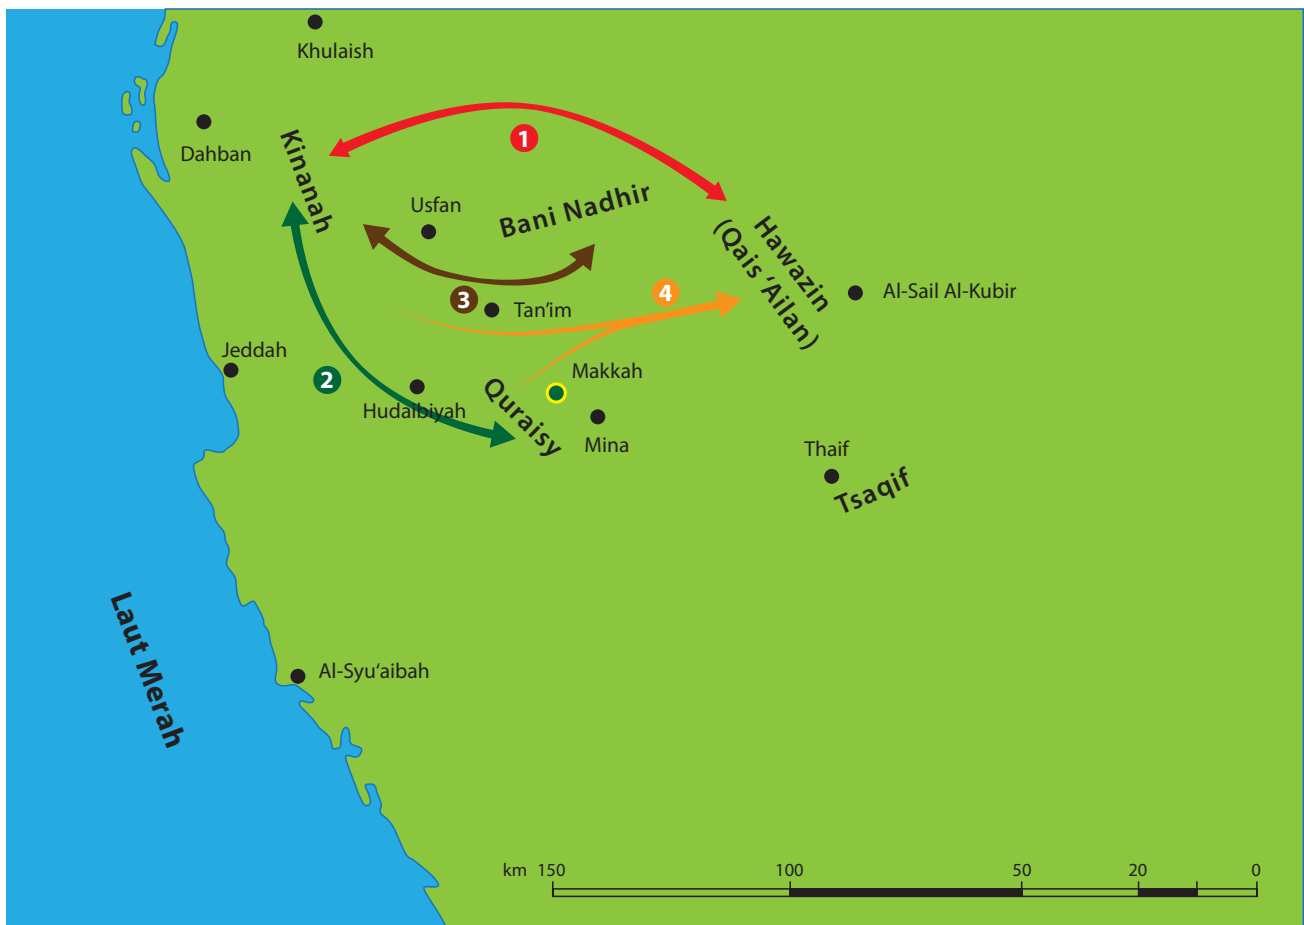 Khulaish
Dahban
Kinanah
1
Usfan
Bani Nadhir
Hawazin
(Qais ‘Ailan)
Al-Sail Al-Kubir
3
Tan’im
4
Jeddah
2
Hudaibiyah
Quraisy
Makkah
Mina
Thaif
Tsaqif
Laut Merah
Al-Syu‘aibah
km 150 100 50 20 0